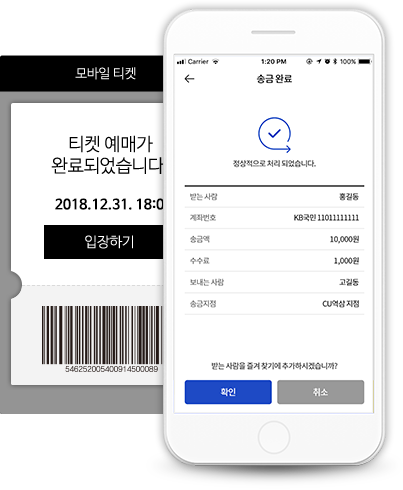 모바일 티켓
티켓 예매가
완료되었습니다
2018.12.31. 18:0
입장하기
546252005400914500089
Carrier 1:20 PM 100%
송금 완료
정상적으로 처리 되었습니다.
받는 사람 홍길동
계좌번호 KB국민 11011111111
송금액 10,000원
수수료 1,000원
보내는 사람 고길동
송금지점 CU역삼 지점
받는 사람을 즐겨 찾기에 추가하시겠습니까?
확인 취소